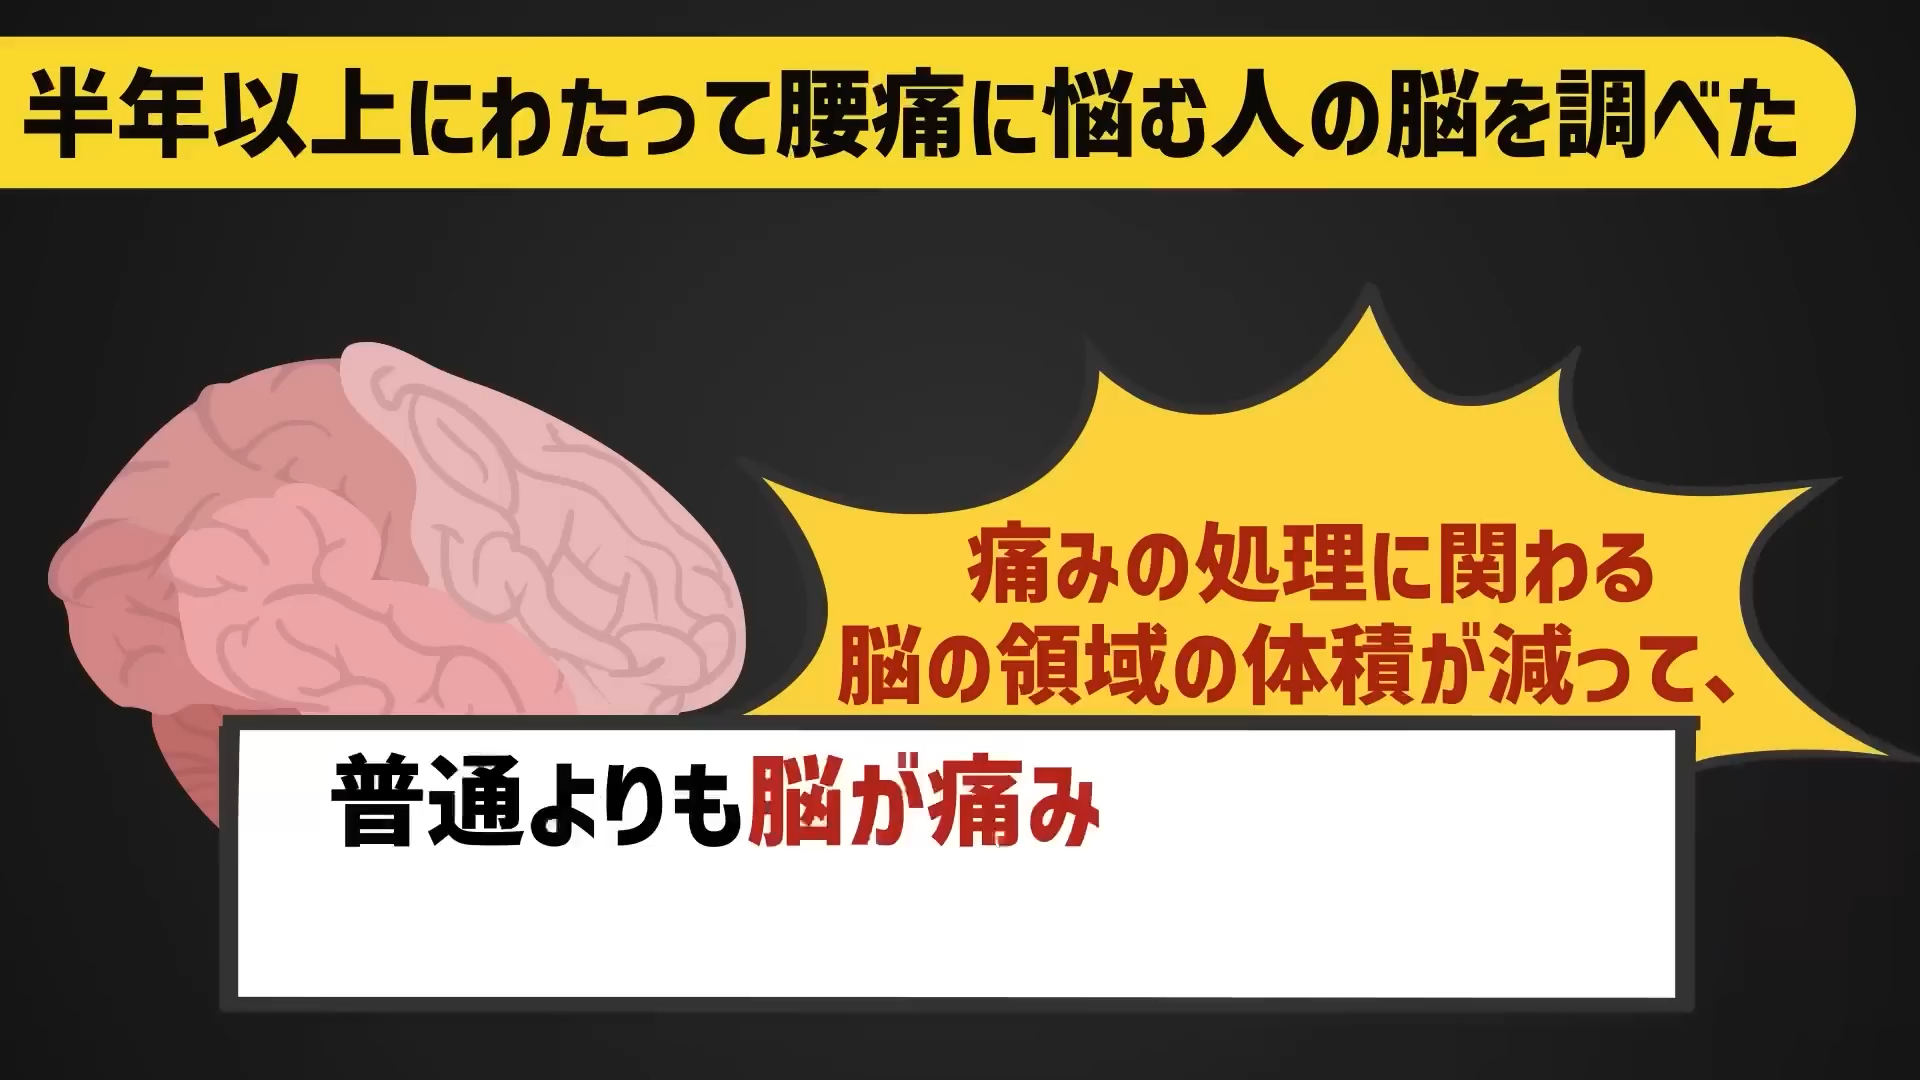 半年以上にわたって腰痛に悩む人の脳を調べた
痛みの処理に関わる
脳の領域の体積が減って、
普通よりも脳が痛み